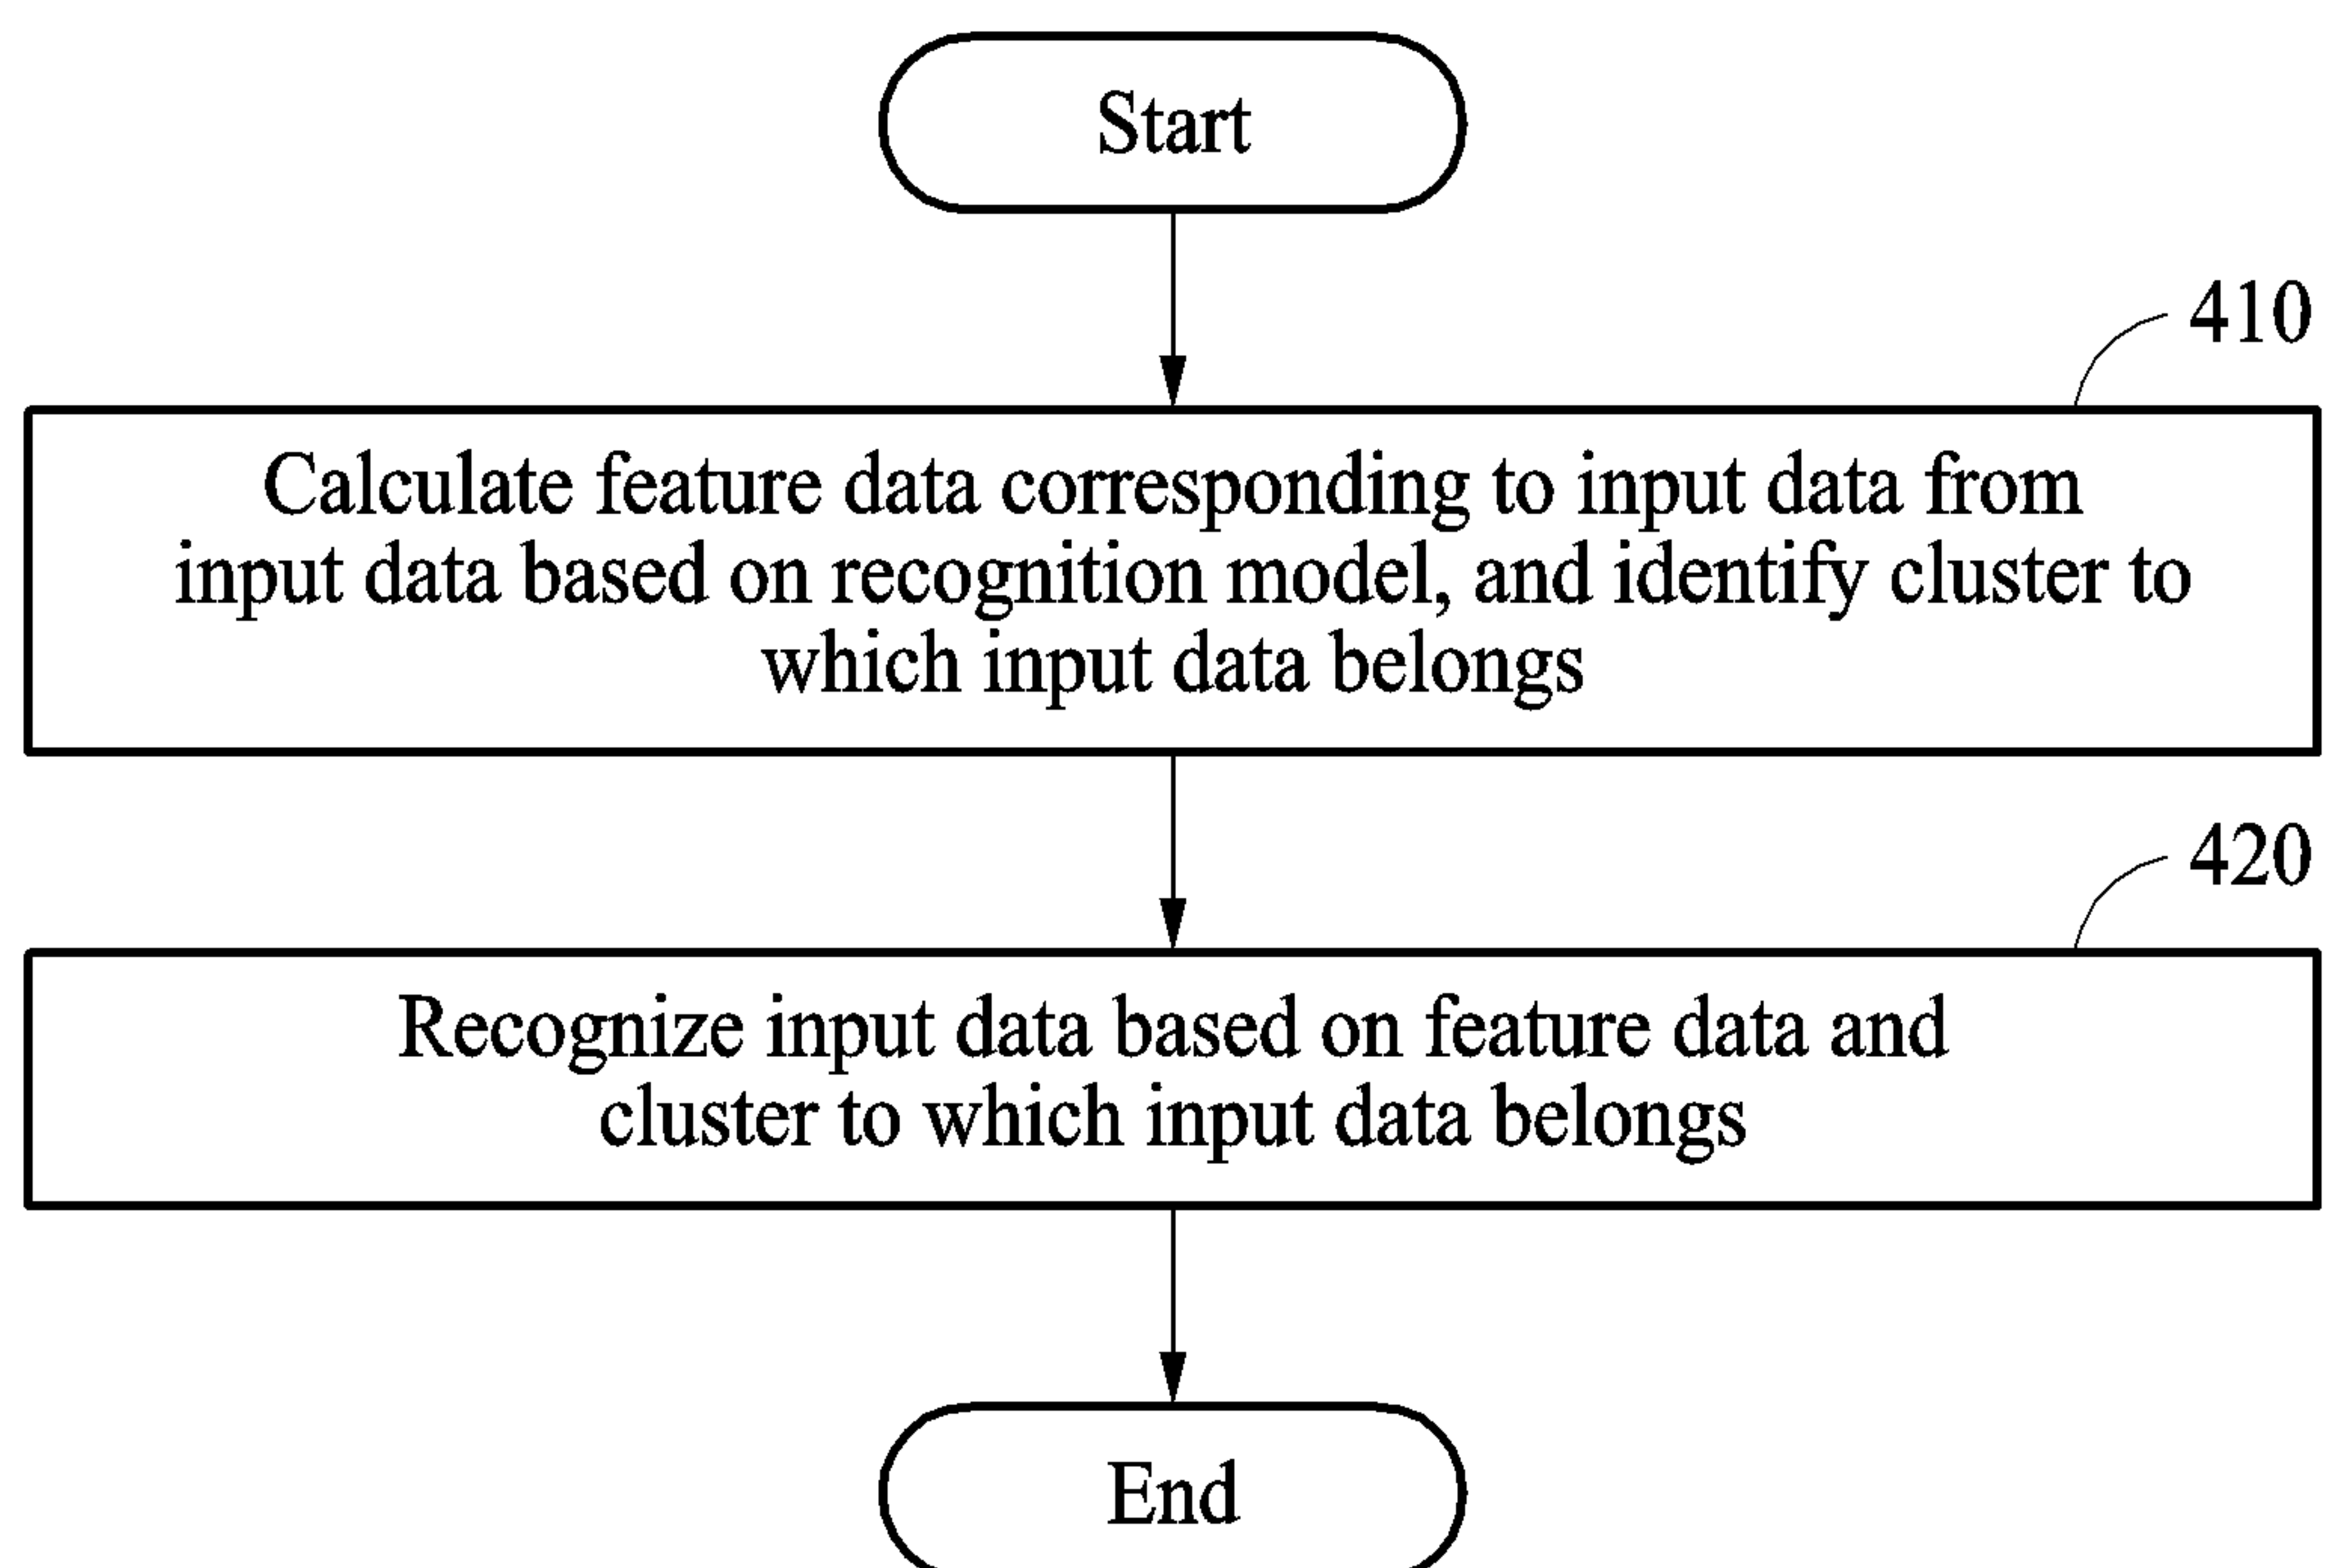 Start
410
Calculate feature data corresponding to input data from
input data based on recognition model, and identify cluster to
which input data belongs
420
Recognize input data based on feature data and
cluster to which input data belongs
End